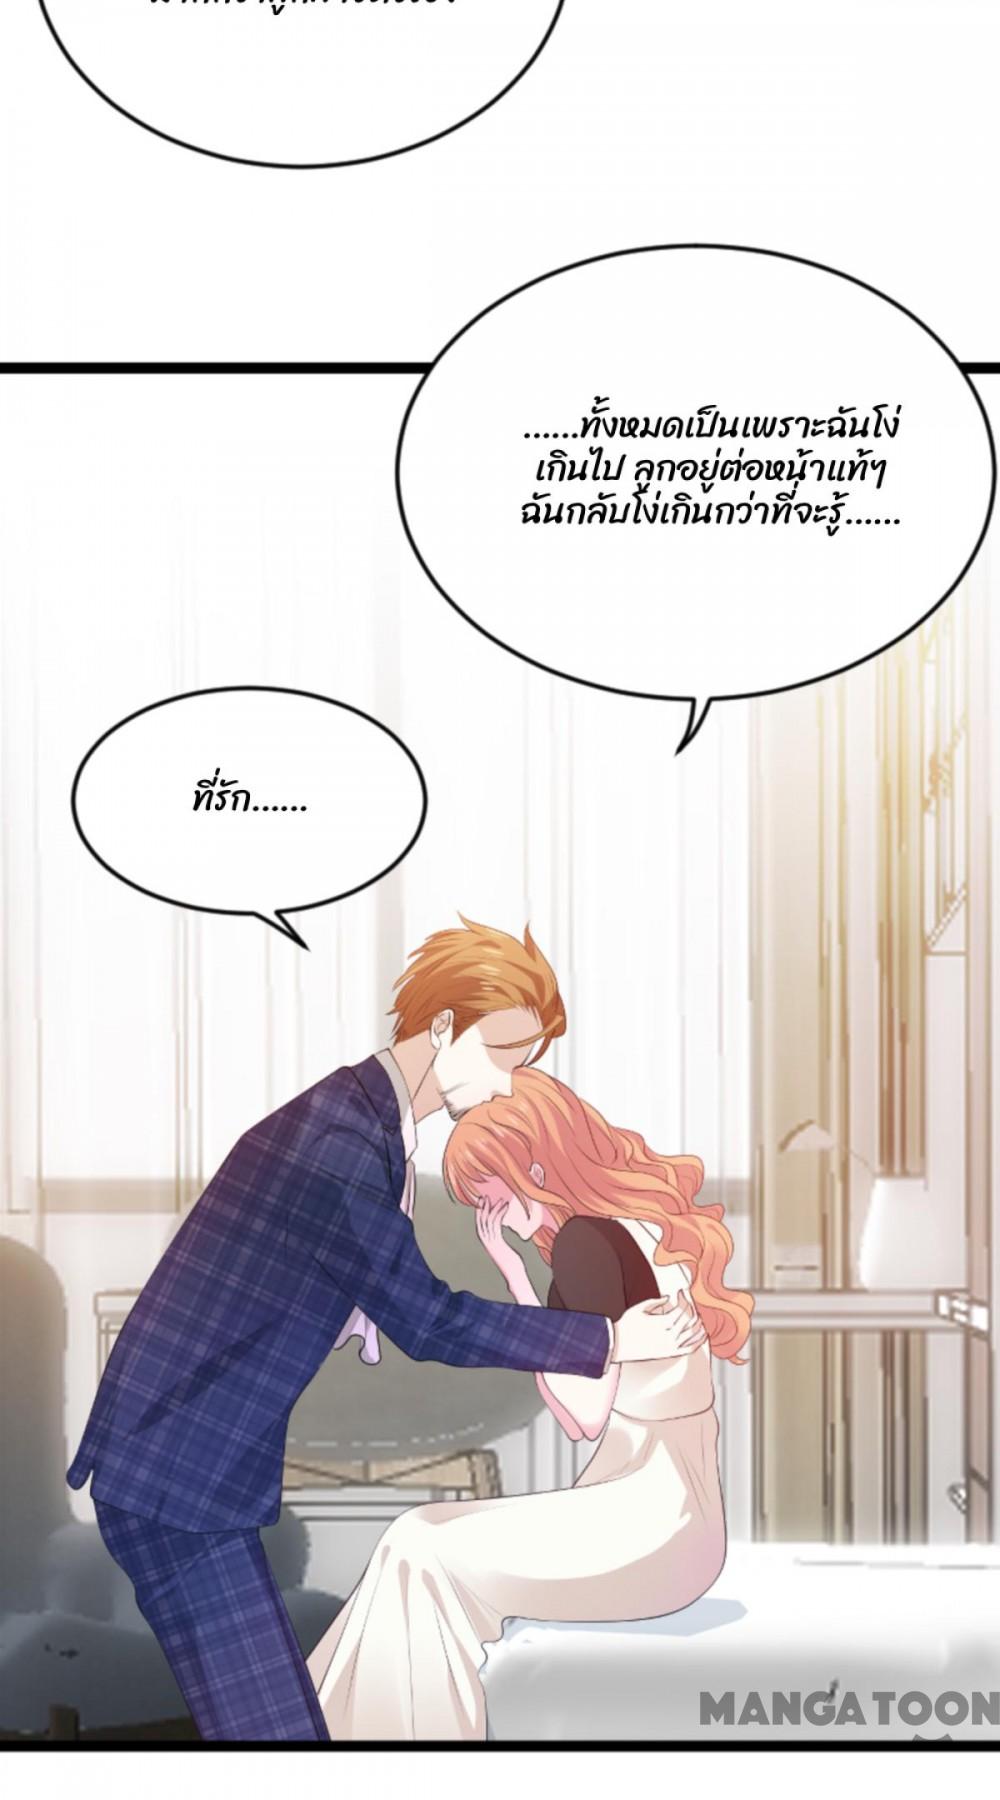 ......ทั้งหมดเป็นเพราะฉันโง่
เกินไป ลูกอยู่ต่อหน้าแท้ๆ
ฉันกลับโง่เกินกว่าที่จะรู้......
ที่รัก......
MANGATOON